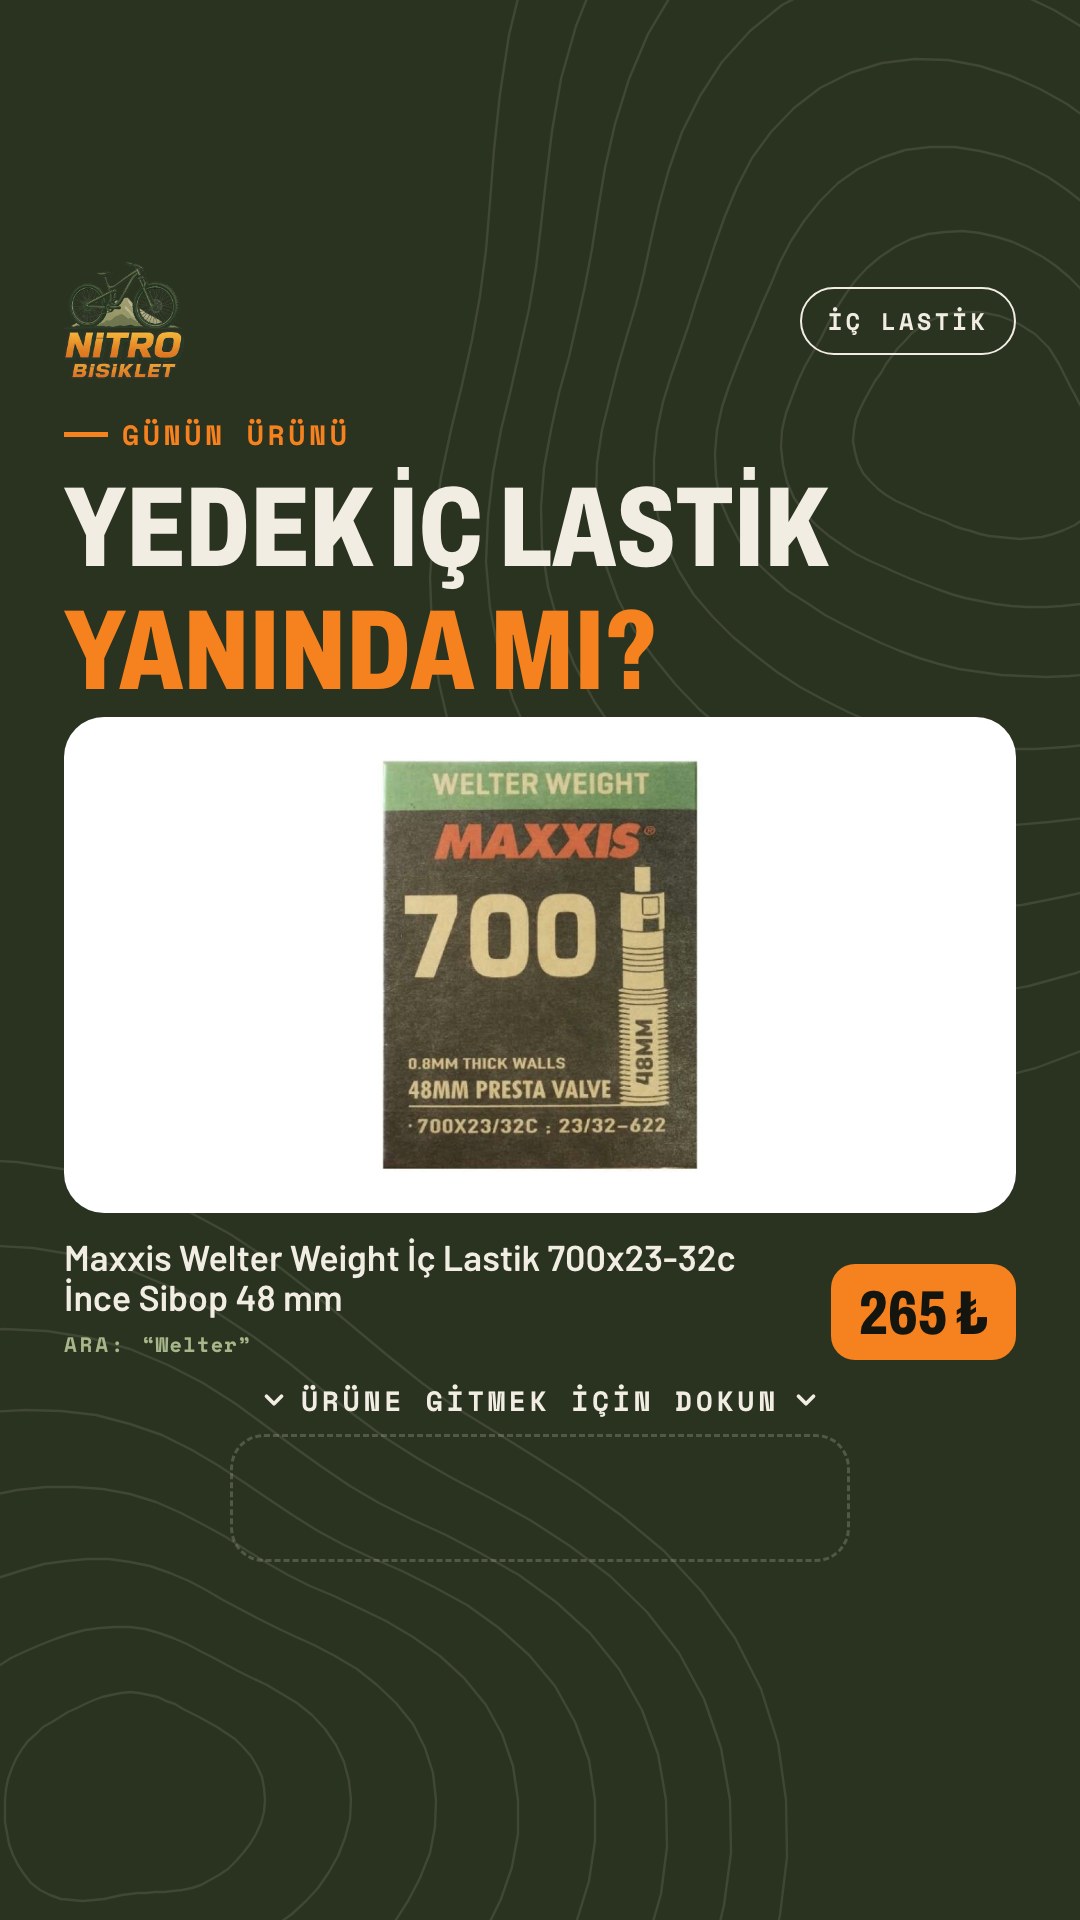 NiTRO
BiSiKLET
İÇ LASTİK
GÜNÜN ÜRÜNÜ
YEDEK İÇ LASTİK
YANINDA MI?
WELTER WEIGHT
MAXXIS®
700
48MM
0.8MM THICK WALLS
48MM PRESTA VALVE
·700X23/32C ; 23/32-622
Maxxis Welter Weight İç Lastik 700x23-32c
İnce Sibop 48 mm
265 ₺
ARA: “Welter”
ÜRÜNE GİTMEK İÇİN DOKUN